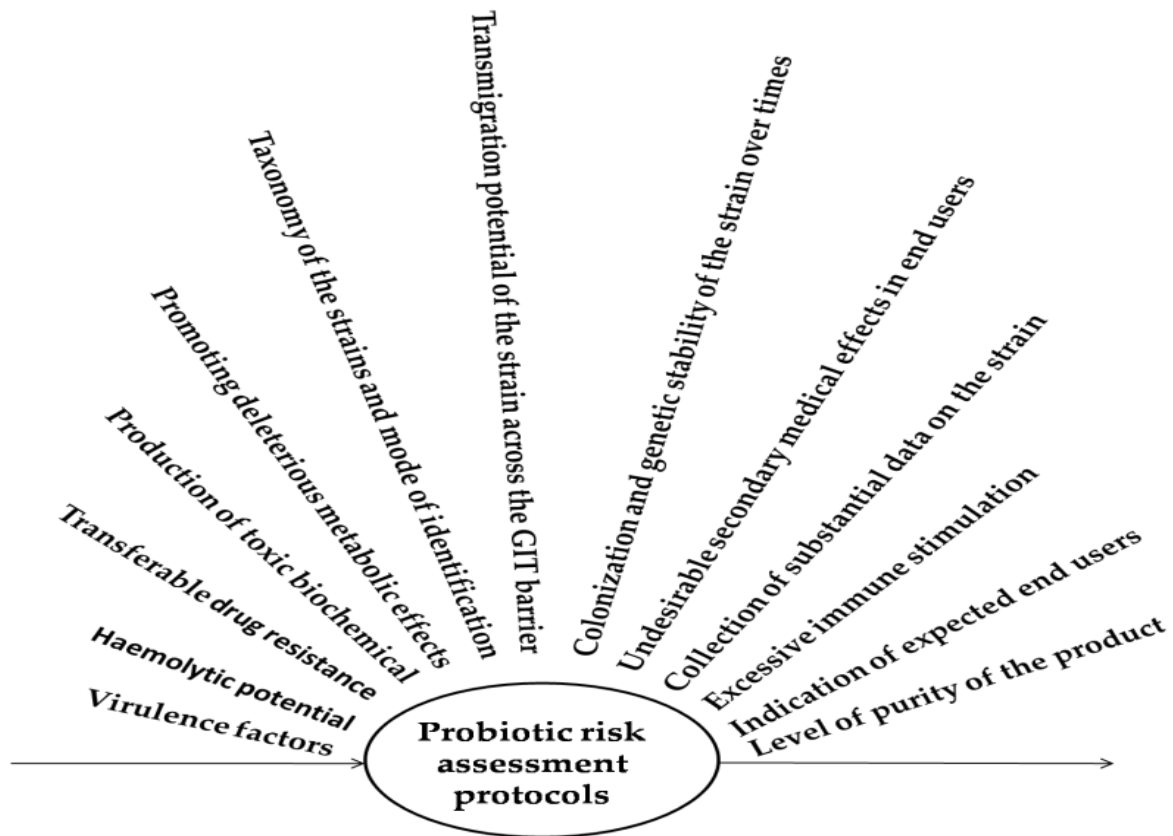 Virulence factors
Haemolytic potential
Transferable drug resistance
Production of toxic biochemical
Promoting deleterious metabolic effects
Taxonomy of the strains and mode of identification
Transmigration potential of the strain across the GIT barrier
Colonization and genetic stability of the strain over times
Undesirable secondary medical effects in end users
Collection of substantial data on the strain
Excessive immune stimulation
Indication of expected end users
Level of purity of the product
Probiotic risk
assessment
protocols